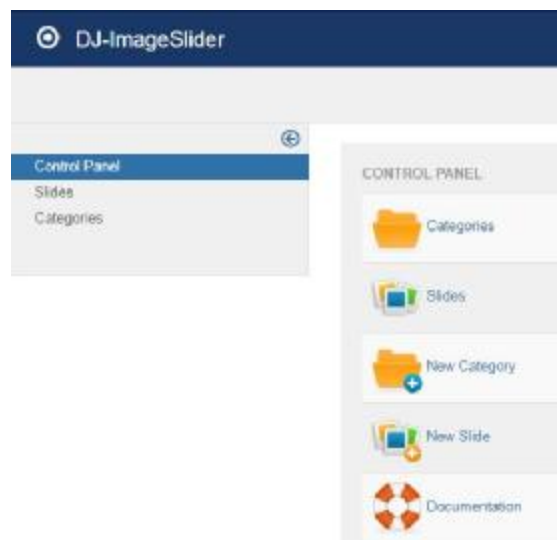 DJ-ImageSlider
Control Panel
Slides
Categories
CONTROL PANEL
Categories
Slides
New Category
New Slide
Documentation